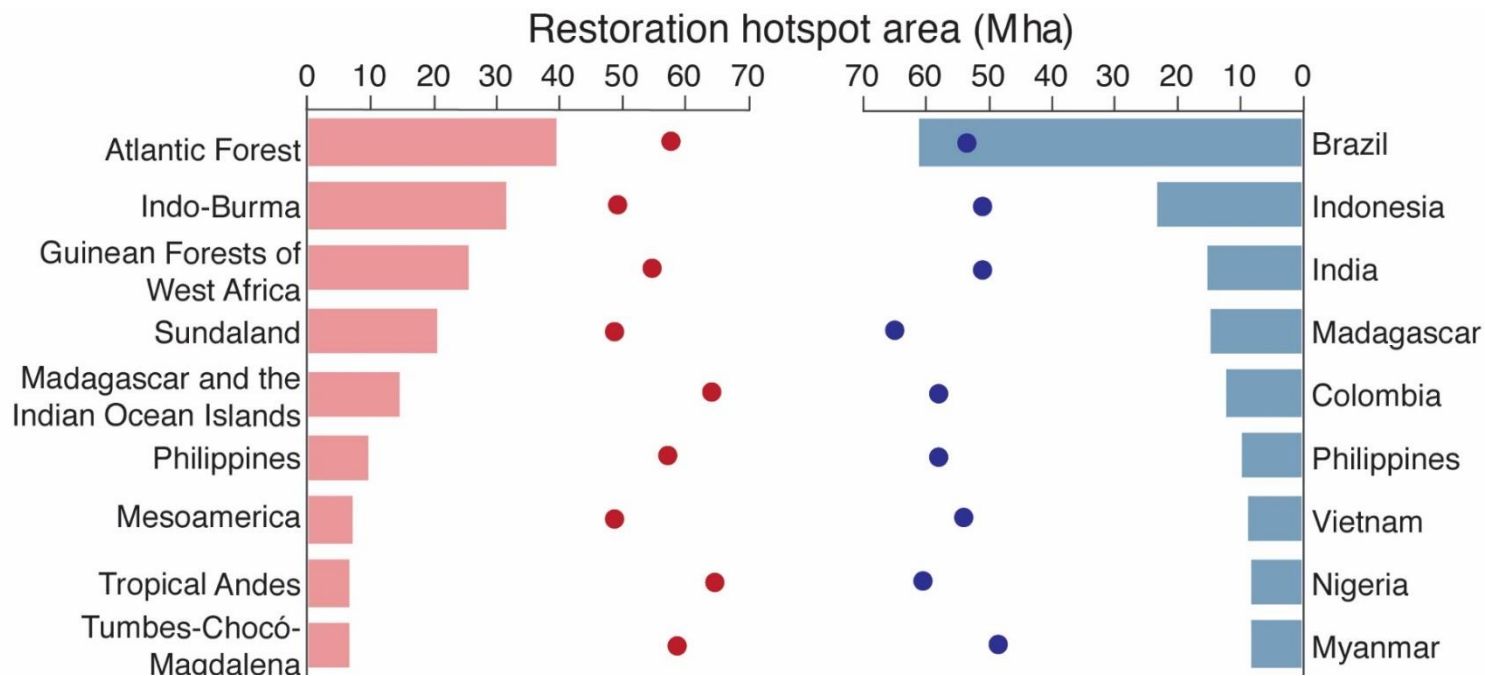 Restoration hotspot area (Mha)
0 10 20 30 40 50 60 70 70 60 50 40 30 20 10 0
Atlantic Forest Brazil
Indo-Burma Indonesia
Guinean Forests of
West Africa India
Sundaland Madagascar
Madagascar and the
Indian Ocean Islands Colombia
Philippines Philippines
Mesoamerica Vietnam
Tropical Andes Nigeria
Tumbes-Chocó-
Magdalena Myanmar